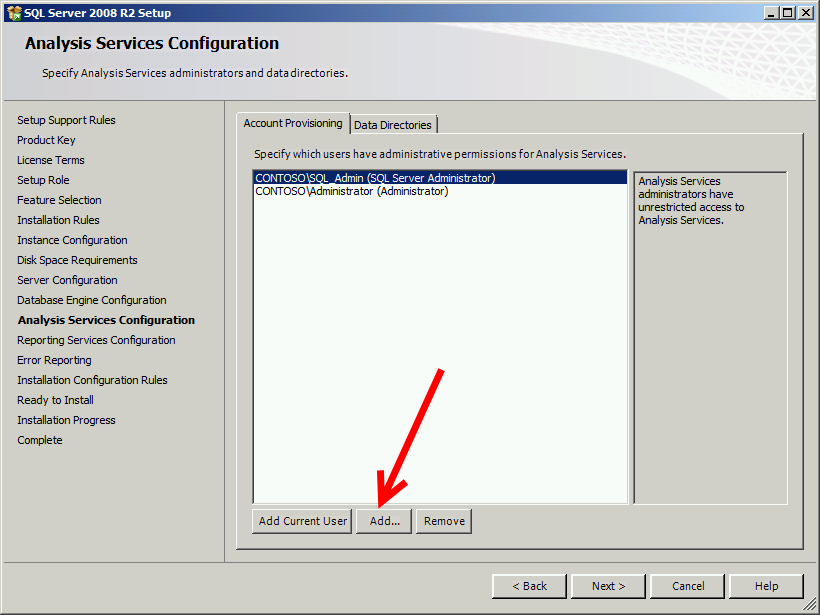 SQL Server 2008 R2 Setup
Analysis Services Configuration
Specify Analysis Services administrators and data directories.
Setup Support Rules
Product Key
License Terms
Setup Role
Feature Selection
Installation Rules
Instance Configuration
Disk Space Requirements
Server Configuration
Database Engine Configuration
Analysis Services Configuration
Reporting Services Configuration
Error Reporting
Installation Configuration Rules
Ready to Install
Installation Progress
Complete
Account Provisioning
Data Directories
Specify which users have administrative permissions for Analysis Services.
CONTOSO\SQL_Admin (SQL Server Administrator)
CONTOSO\Administrator (Administrator)
Analysis Services
administrators have
unrestricted access to
Analysis Services.
Add Current User
Add...
Remove
< Back
Next >
Cancel
Help